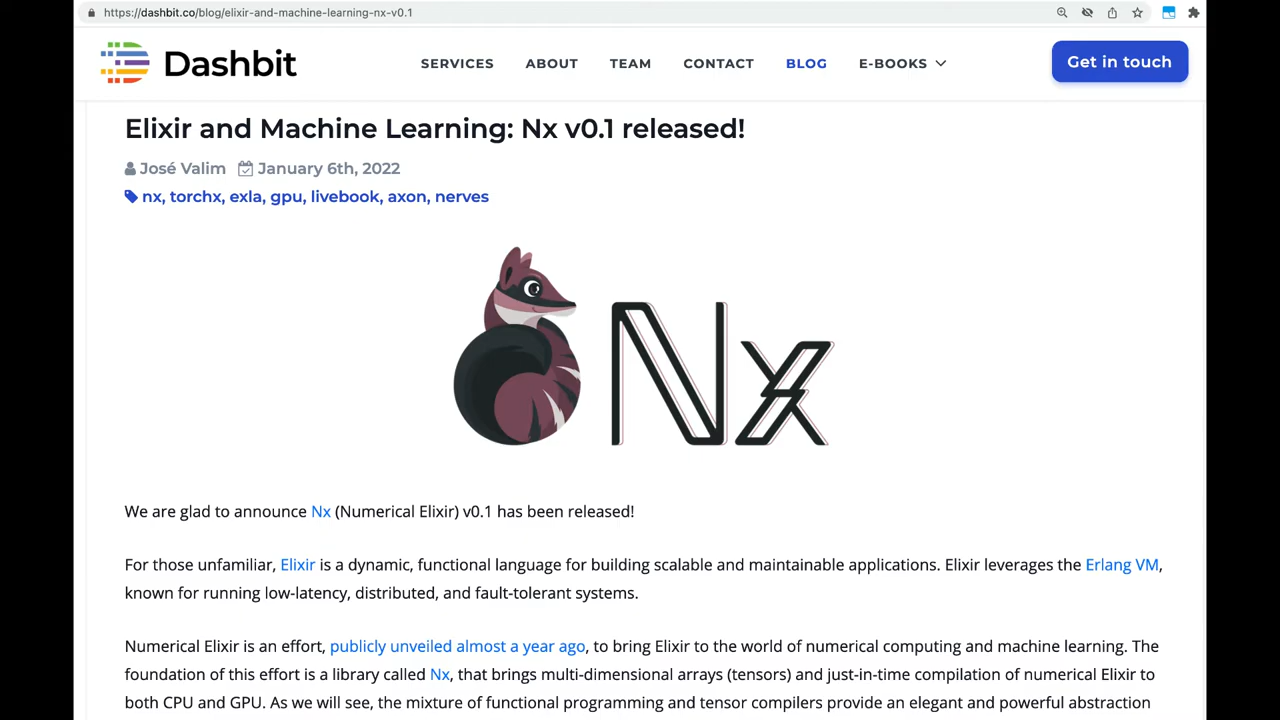 https://dashbit.co/blog/elixir-and-machine-learning-nx-v0.1
Dashbit SERVICES ABOUT TEAM CONTACT BLOG E-BOOKS Get in touch
Elixir and Machine Learning: Nx v0.1 released!
José Valim January 6th, 2022
nx, torchx, exla, gpu, livebook, axon, nerves
Nx
We are glad to announce Nx (Numerical Elixir) v0.1 has been released!
For those unfamiliar, Elixir is a dynamic, functional language for building scalable and maintainable applications. Elixir leverages the Erlang VM,
known for running low-latency, distributed, and fault-tolerant systems.
Numerical Elixir is an effort, publicly unveiled almost a year ago, to bring Elixir to the world of numerical computing and machine learning. The
foundation of this effort is a library called Nx, that brings multi-dimensional arrays (tensors) and just-in-time compilation of numerical Elixir to
both CPU and GPU. As we will see, the mixture of functional programming and tensor compilers provide an elegant and powerful abstraction